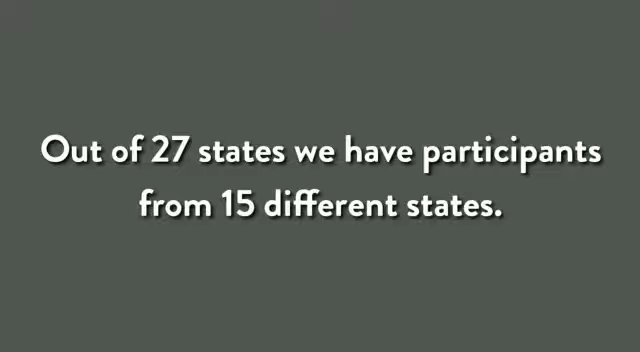 Out of 27 states we have participants
from 15 different states.